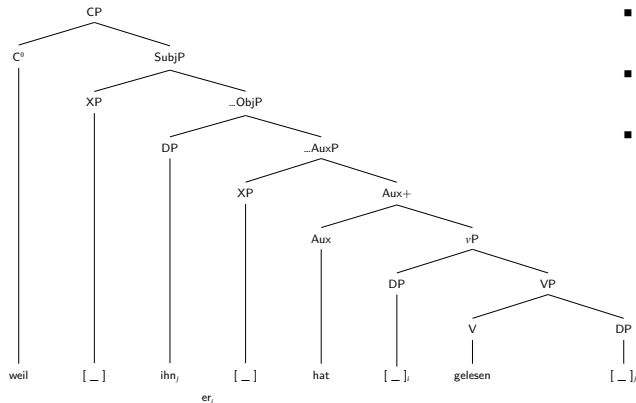 CP
C⁰ SubjP
XP ...ObjP
DP ...AuxP
XP Aux+
Aux vP
DP VP
V DP
weil [ _ ] ihnⱼ [ _ ] hat [ _ ]ᵢ gelesen [ _ ]ⱼ
erᵢ